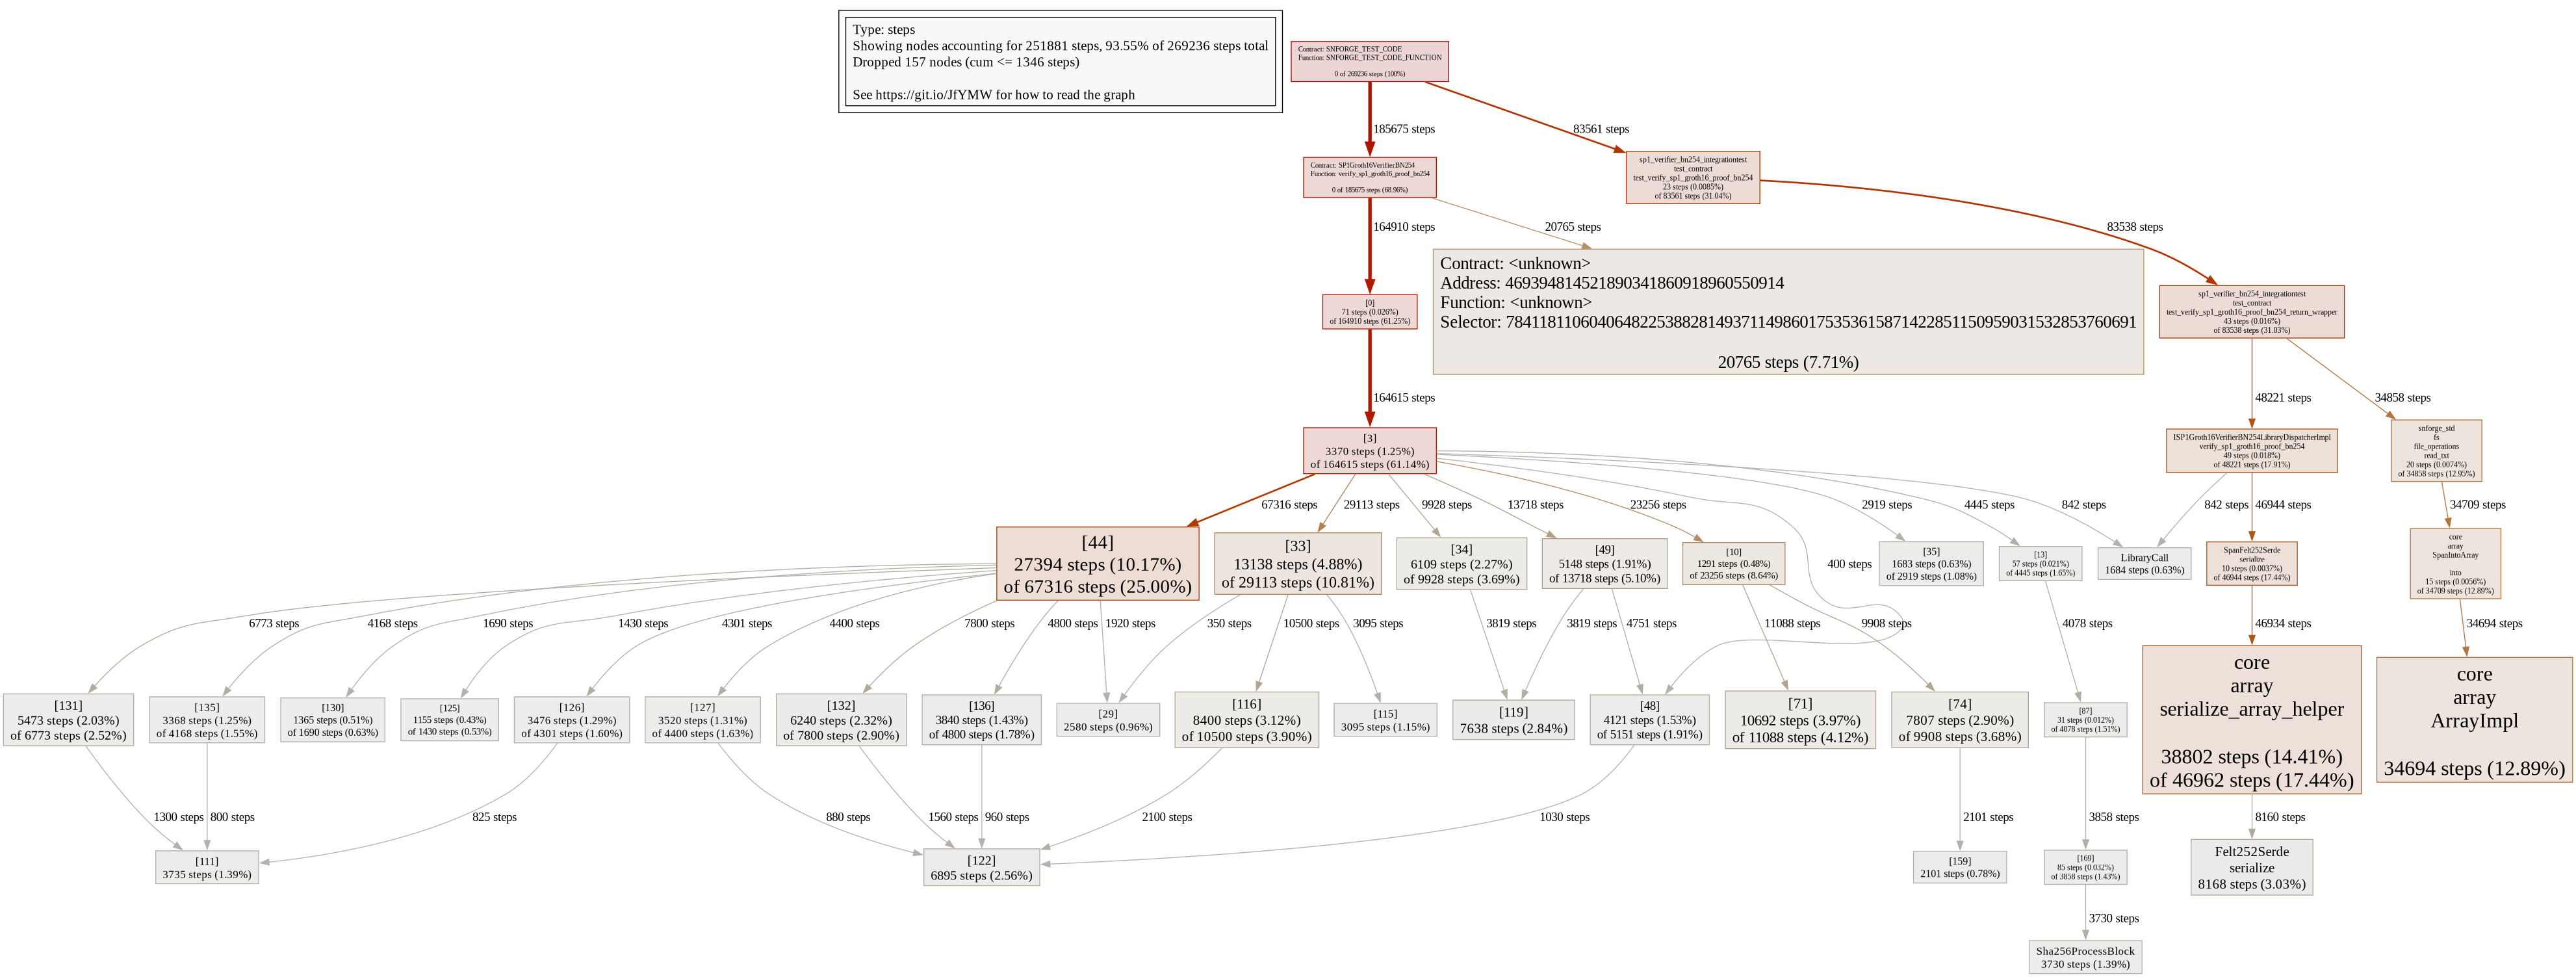 Type: steps
Showing nodes accounting for 251881 steps, 93.55% of 269236 steps total
Dropped 157 nodes (cum <= 1346 steps)
See https://git.io/JfYMW for how to read the graph
Contract: SNFORGE_TEST_CODE
Function: SNFORGE_TEST_CODE_FUNCTION
0 of 269236 steps (100%)
185675 steps
83561 steps
Contract: SP1Groth16VerifierBN254
Function: verify_sp1_groth16_proof_bn254
0 of 185675 steps (68.96%)
sp1_verifier_bn254_integrationtest
test_contract
test_verify_sp1_groth16_proof_bn254
23 steps (0.0085%)
of 83561 steps (31.04%)
164910 steps
20765 steps
83538 steps
Contract: <unknown>
Address: 469394814521890341860918960550914
Function: <unknown>
Selector: 784118110604064822538828149371149860175353615871422851150959031532853760691
20765 steps (7.71%)
[0]
71 steps (0.026%)
of 164910 steps (61.25%)
sp1_verifier_bn254_integrationtest
test_contract
test_verify_sp1_groth16_proof_bn254_return_wrapper
43 steps (0.016%)
of 83538 steps (31.03%)
164615 steps
48221 steps
34858 steps
[3]
3370 steps (1.25%)
of 164615 steps (61.14%)
ISP1Groth16VerifierBN254LibraryDispatcherImpl
verify_sp1_groth16_proof_bn254
49 steps (0.018%)
of 48221 steps (17.91%)
snforge_std
fs
file_operations
read_txt
20 steps (0.0074%)
of 34858 steps (12.95%)
67316 steps
29113 steps
9928 steps
13718 steps
23256 steps
400 steps
2919 steps
4445 steps
842 steps
842 steps
46944 steps
34709 steps
[44]
27394 steps (10.17%)
of 67316 steps (25.00%)
[33]
13138 steps (4.88%)
of 29113 steps (10.81%)
[34]
6109 steps (2.27%)
of 9928 steps (3.69%)
[49]
5148 steps (1.91%)
of 13718 steps (5.10%)
[10]
1291 steps (0.48%)
of 23256 steps (8.64%)
[35]
1683 steps (0.63%)
of 2919 steps (1.08%)
[13]
57 steps (0.021%)
of 4445 steps (1.65%)
LibraryCall
1684 steps (0.63%)
SpanFelt252Serde
serialize
10 steps (0.0037%)
of 46944 steps (17.44%)
core
array
SpanIntoArray
into
15 steps (0.0056%)
of 34709 steps (12.89%)
6773 steps
4168 steps
1690 steps
1430 steps
4301 steps
4400 steps
7800 steps
4800 steps
1920 steps
350 steps
10500 steps
3095 steps
3819 steps
3819 steps
4751 steps
11088 steps
9908 steps
4078 steps
46934 steps
34694 steps
[131]
5473 steps (2.03%)
of 6773 steps (2.52%)
[135]
3368 steps (1.25%)
of 4168 steps (1.55%)
[130]
1365 steps (0.51%)
of 1690 steps (0.63%)
[125]
1155 steps (0.43%)
of 1430 steps (0.53%)
[126]
3476 steps (1.29%)
of 4301 steps (1.60%)
[127]
3520 steps (1.31%)
of 4400 steps (1.63%)
[132]
6240 steps (2.32%)
of 7800 steps (2.90%)
[136]
3840 steps (1.43%)
of 4800 steps (1.78%)
[29]
2580 steps (0.96%)
[116]
8400 steps (3.12%)
of 10500 steps (3.90%)
[115]
3095 steps (1.15%)
[119]
7638 steps (2.84%)
[48]
4121 steps (1.53%)
of 5151 steps (1.91%)
[71]
10692 steps (3.97%)
of 11088 steps (4.12%)
[74]
7807 steps (2.90%)
of 9908 steps (3.68%)
[87]
31 steps (0.012%)
of 4078 steps (1.51%)
core
array
serialize_array_helper
38802 steps (14.41%)
of 46962 steps (17.44%)
core
array
ArrayImpl
34694 steps (12.89%)
1300 steps
800 steps
825 steps
880 steps
1560 steps
960 steps
2100 steps
1030 steps
2101 steps
3858 steps
8160 steps
[111]
3735 steps (1.39%)
[122]
6895 steps (2.56%)
[159]
2101 steps (0.78%)
[169]
85 steps (0.032%)
of 3858 steps (1.43%)
Felt252Serde
serialize
8168 steps (3.03%)
3730 steps
Sha256ProcessBlock
3730 steps (1.39%)